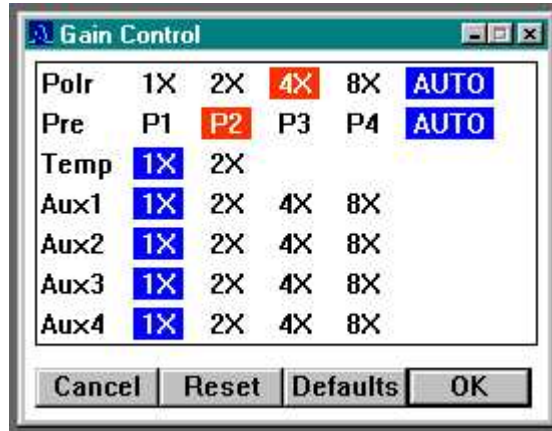 Gain Control
Polr 1X 2X 4X 8X AUTO
Pre P1 P2 P3 P4 AUTO
Temp 1X 2X
Aux1 1X 2X 4X 8X
Aux2 1X 2X 4X 8X
Aux3 1X 2X 4X 8X
Aux4 1X 2X 4X 8X
Cancel Reset Defaults OK